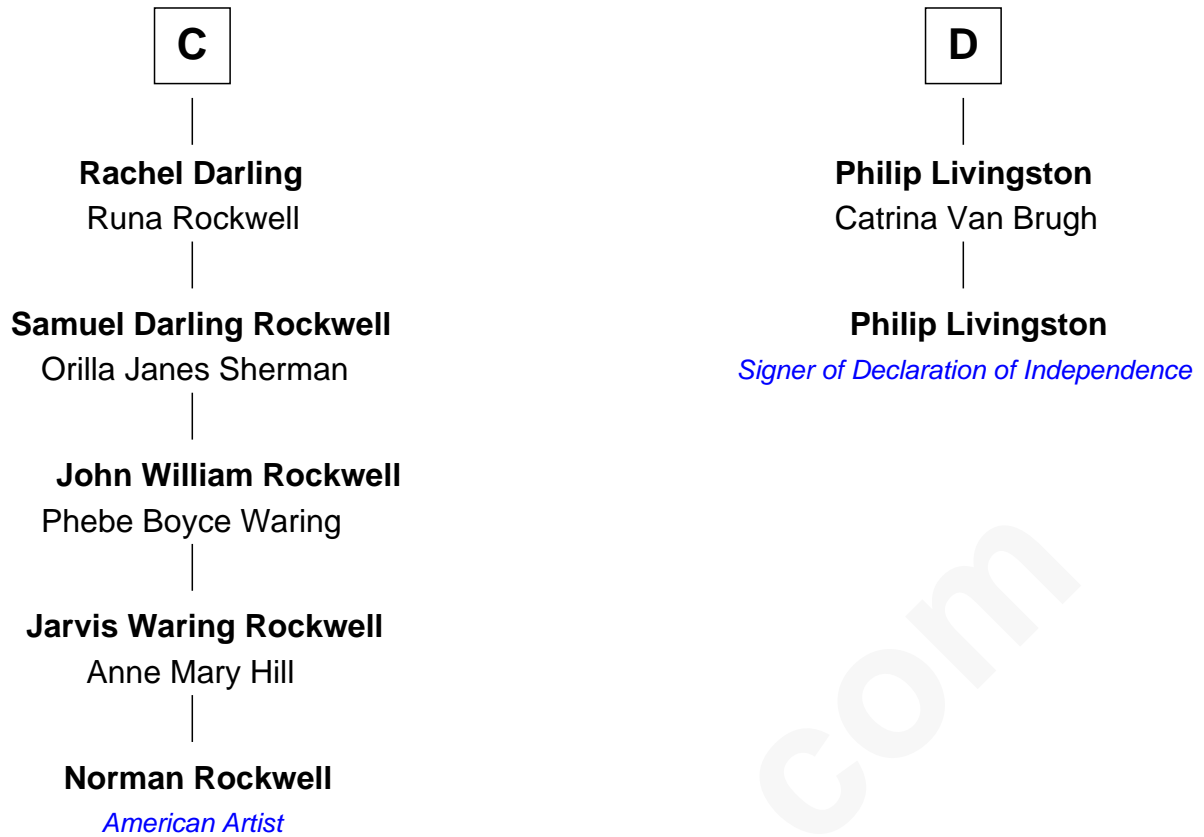 C
Rachel Darling
Runa Rockwell
Samuel Darling Rockwell
Orilla Janes Sherman
John William Rockwell
Phebe Boyce Waring
Jarvis Waring Rockwell
Anne Mary Hill
Norman Rockwell
American Artist
D
Philip Livingston
Catrina Van Brugh
Philip Livingston
Signer of Declaration of Independence
com